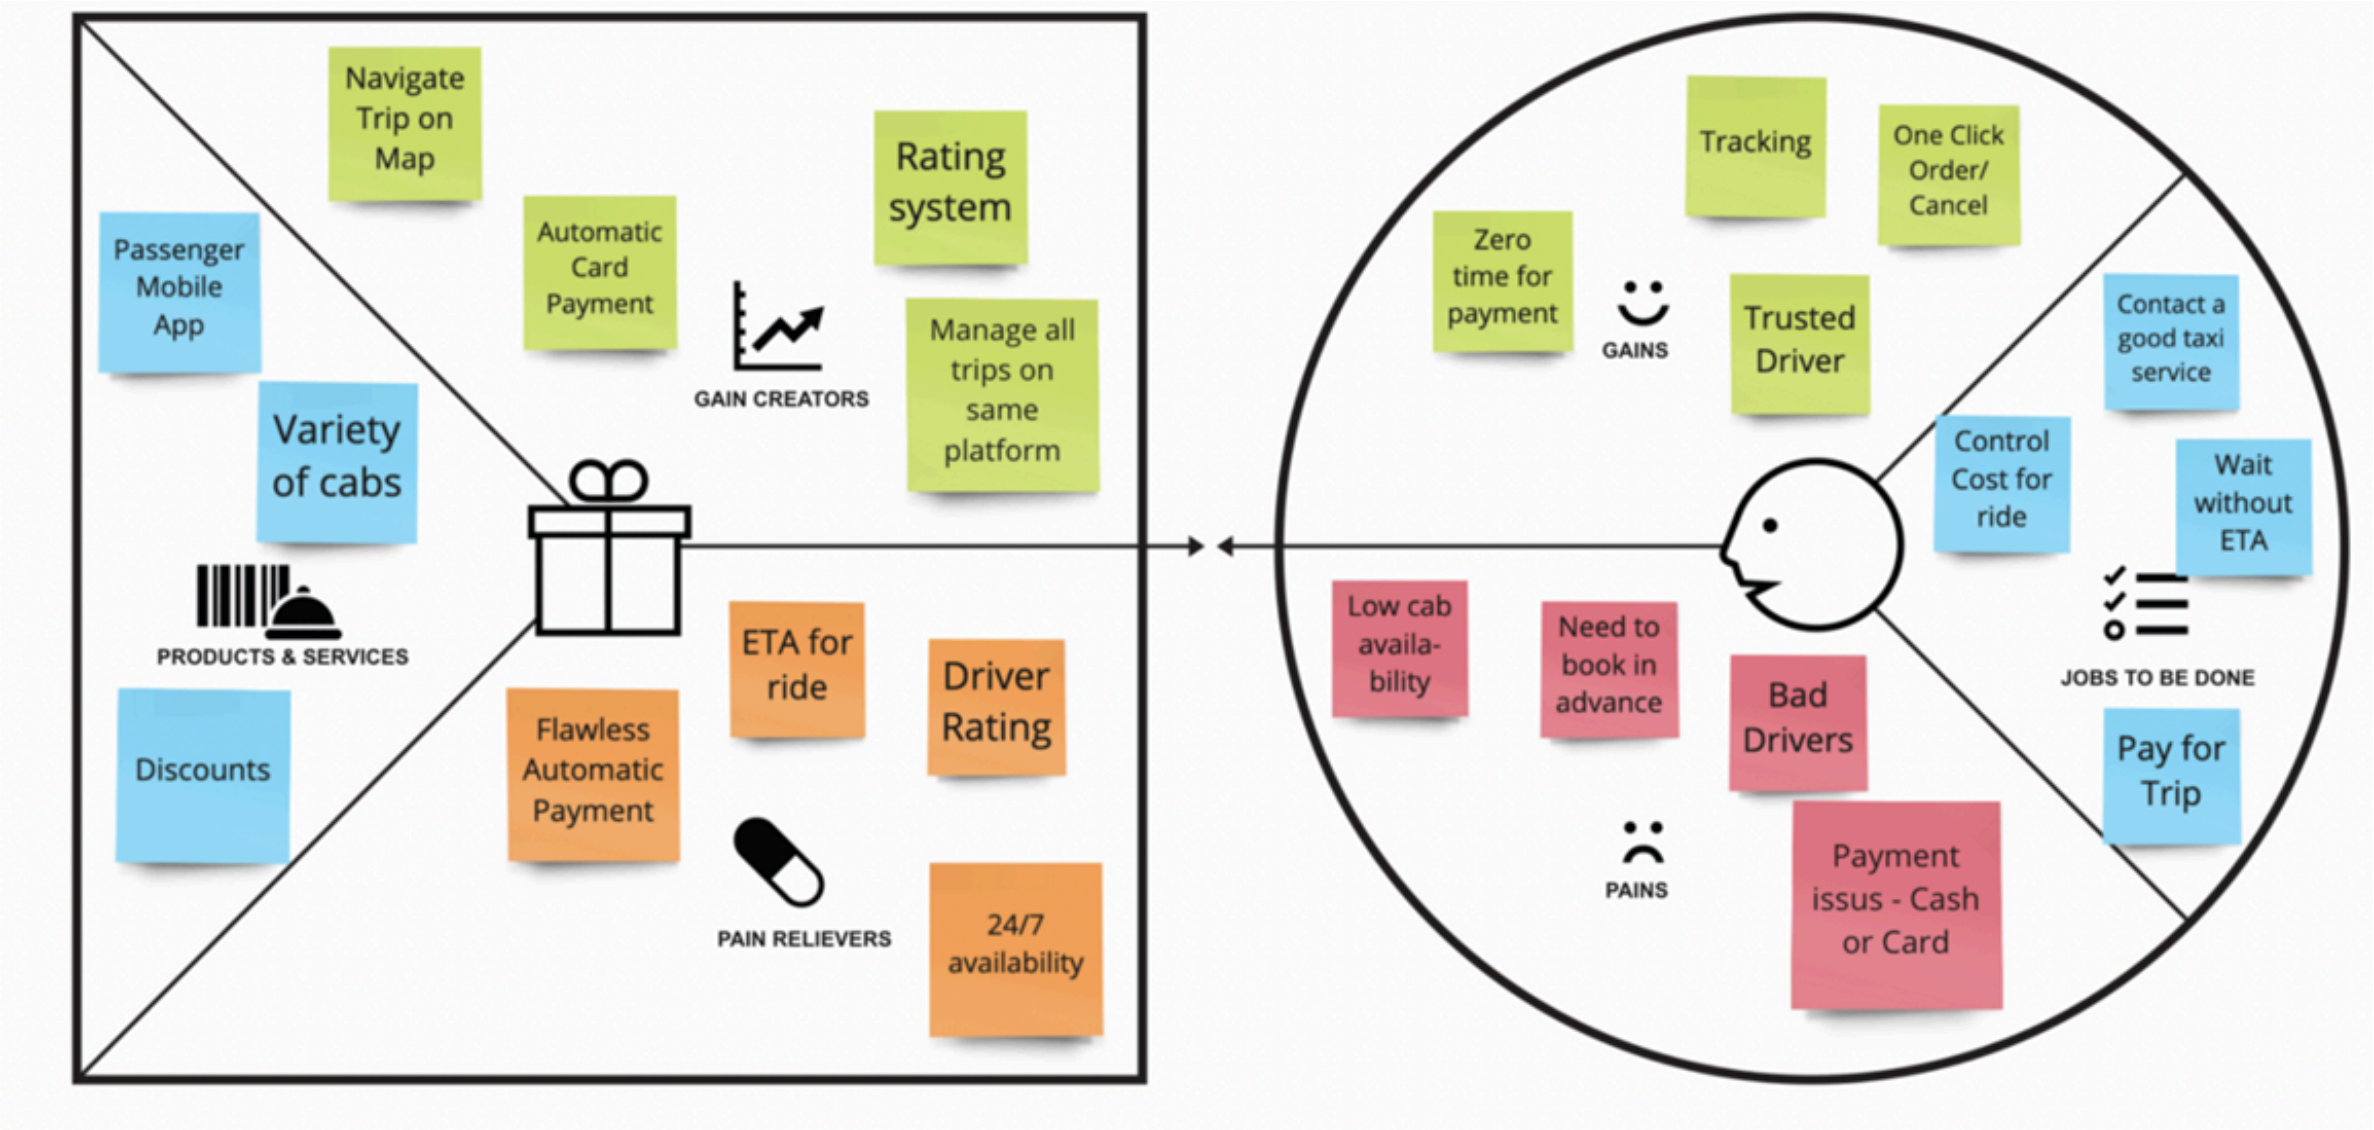 Navigate
Trip on
Map
Passenger
Mobile
App
Automatic
Card
Payment
Rating
system
Manage all
trips on
same
platform
GAIN CREATORS
Variety
of cabs
PRODUCTS & SERVICES
Discounts
ETA for
ride
Driver
Rating
Flawless
Automatic
Payment
PAIN RELIEVERS
24/7
availability
Tracking
One Click
Order/
Cancel
Zero
time for
payment
GAINS
Trusted
Driver
Contact a
good taxi
service
Control
Cost for
ride
Wait
without
ETA
JOBS TO BE DONE
Pay for
Trip
Low cab
availa-
bility
Need to
book in
advance
Bad
Drivers
PAINS
Payment
issus - Cash
or Card